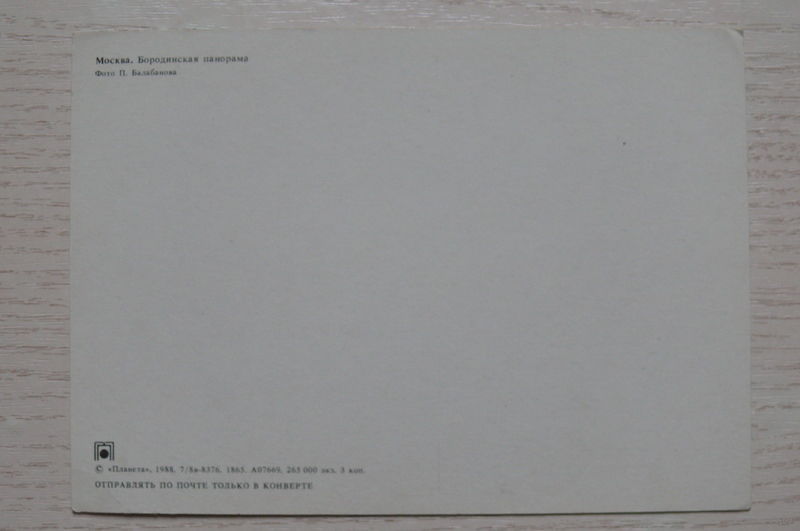 Москва. Бородинская панорама
Фото П. Балабанова
© «Планета», 1988. 7/8в-8376. 1865. А07669. 265 000 экз. 3 коп.
ОТПРАВЛЯТЬ ПО ПОЧТЕ ТОЛЬКО В КОНВЕРТЕ